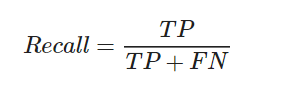 Recall = TP / TP + FN